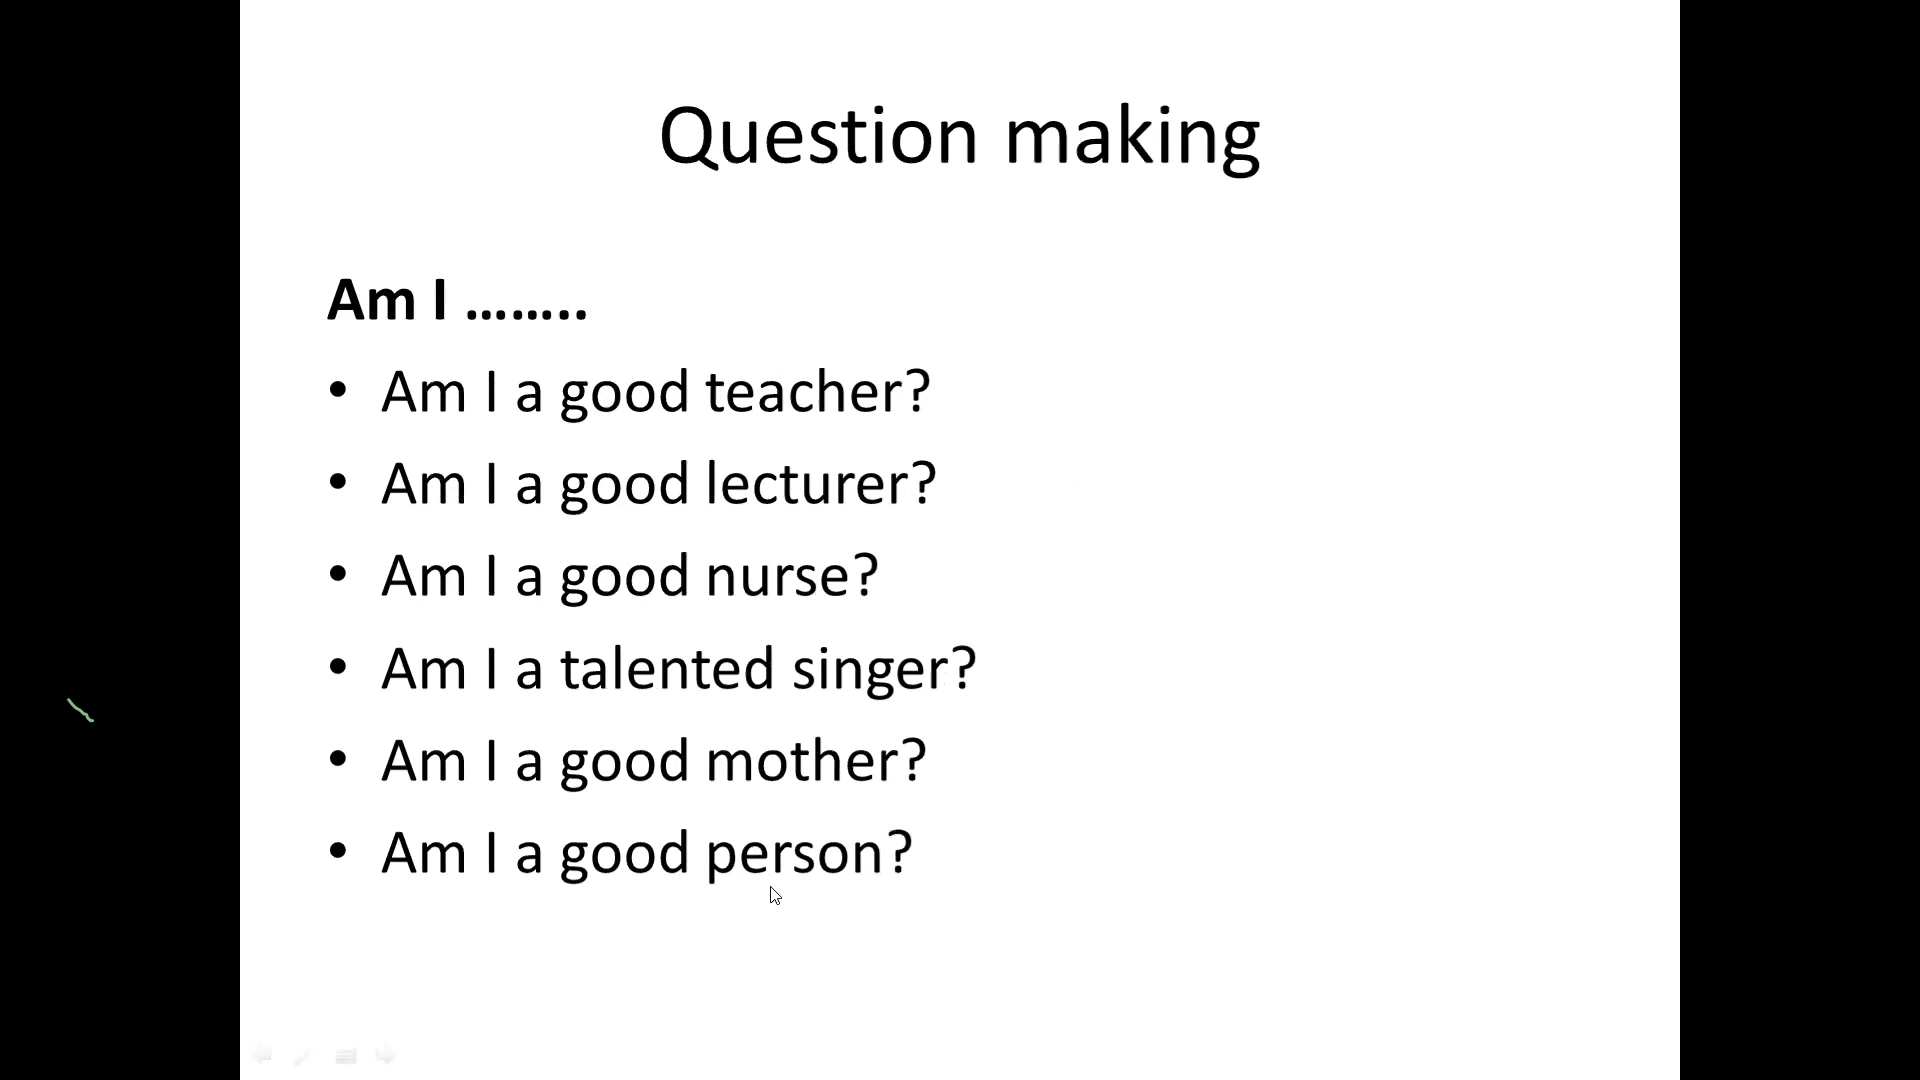 Question making
Am I ........
• Am I a good teacher?
• Am I a good lecturer?
• Am I a good nurse?
• Am I a talented singer?
• Am I a good mother?
• Am I a good person?